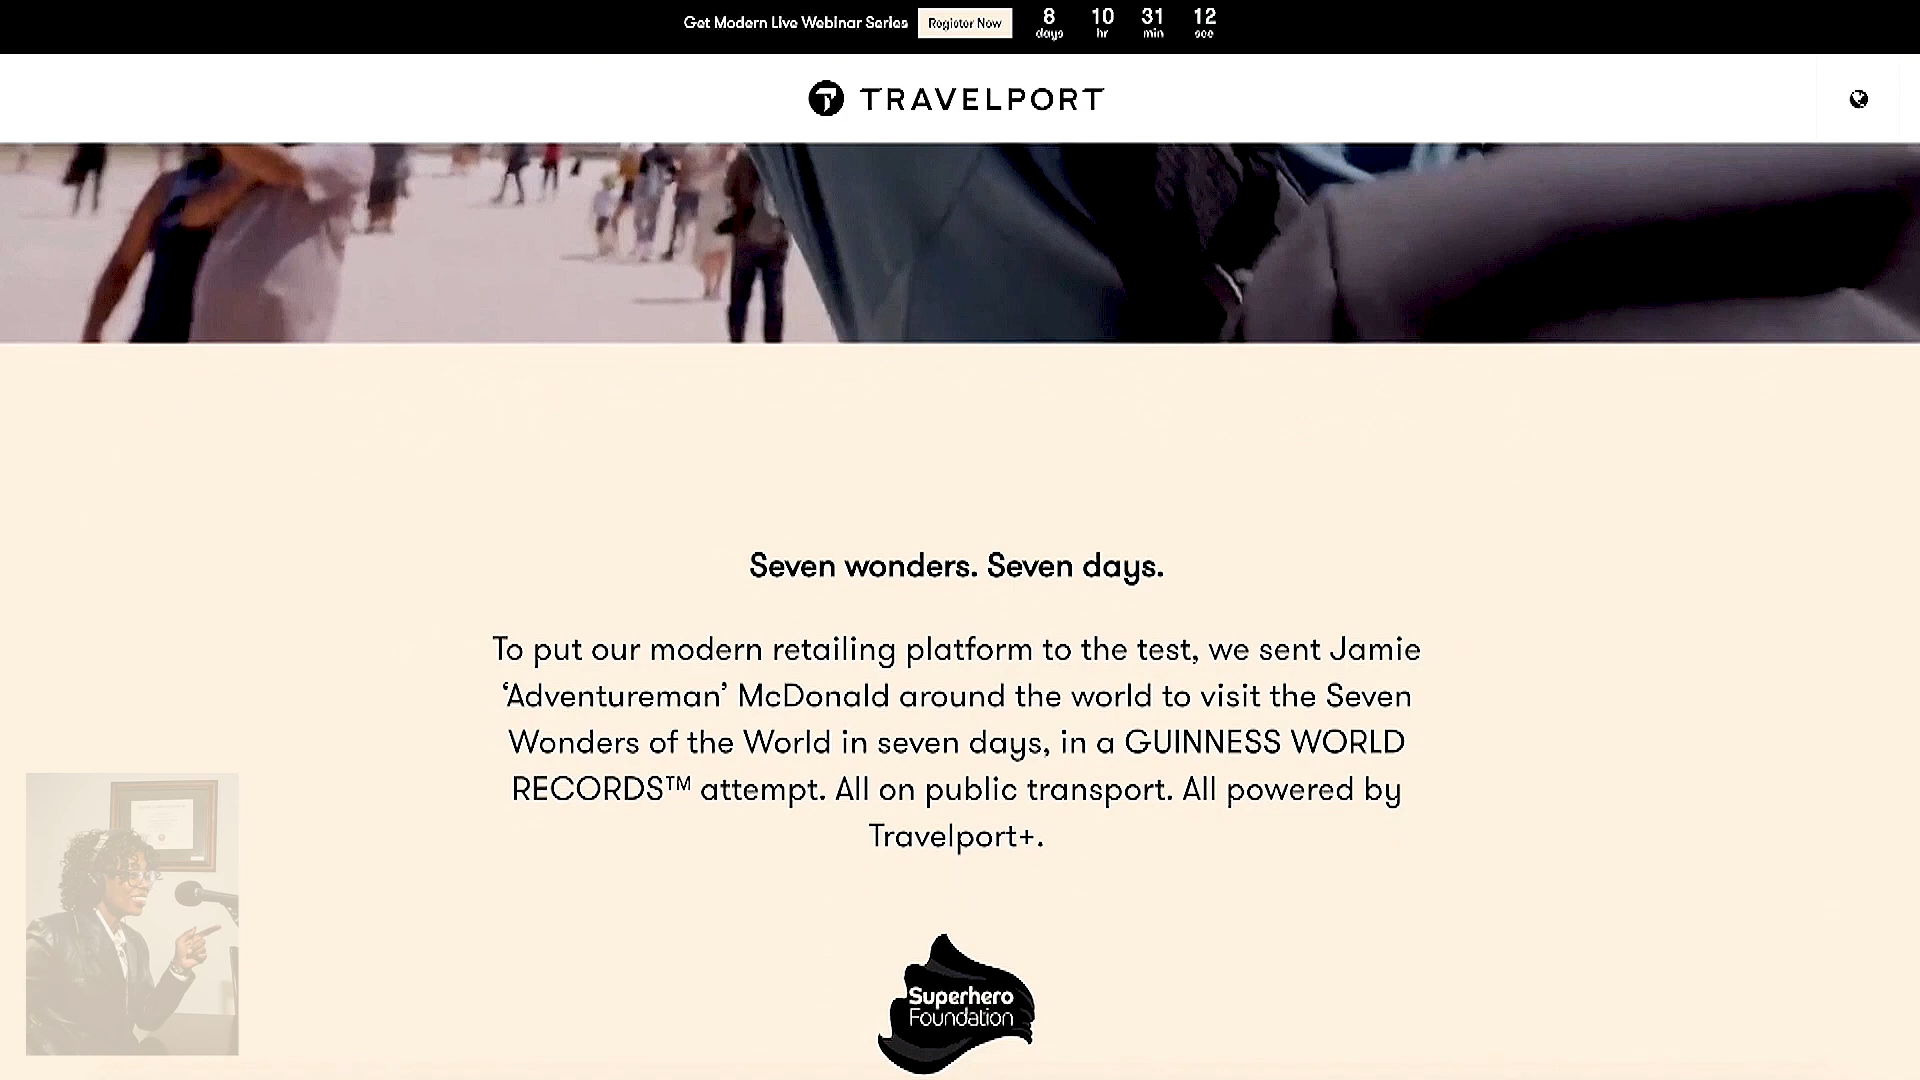 Get Modern Live Webinar Series Register Now 8 10 31 12
days hr min sec
TRAVELPORT
Seven wonders. Seven days.
To put our modern retailing platform to the test, we sent Jamie
‘Adventureman’ McDonald around the world to visit the Seven
Wonders of the World in seven days, in a GUINNESS WORLD
RECORDS™ attempt. All on public transport. All powered by
Travelport+.
Superhero
Foundation